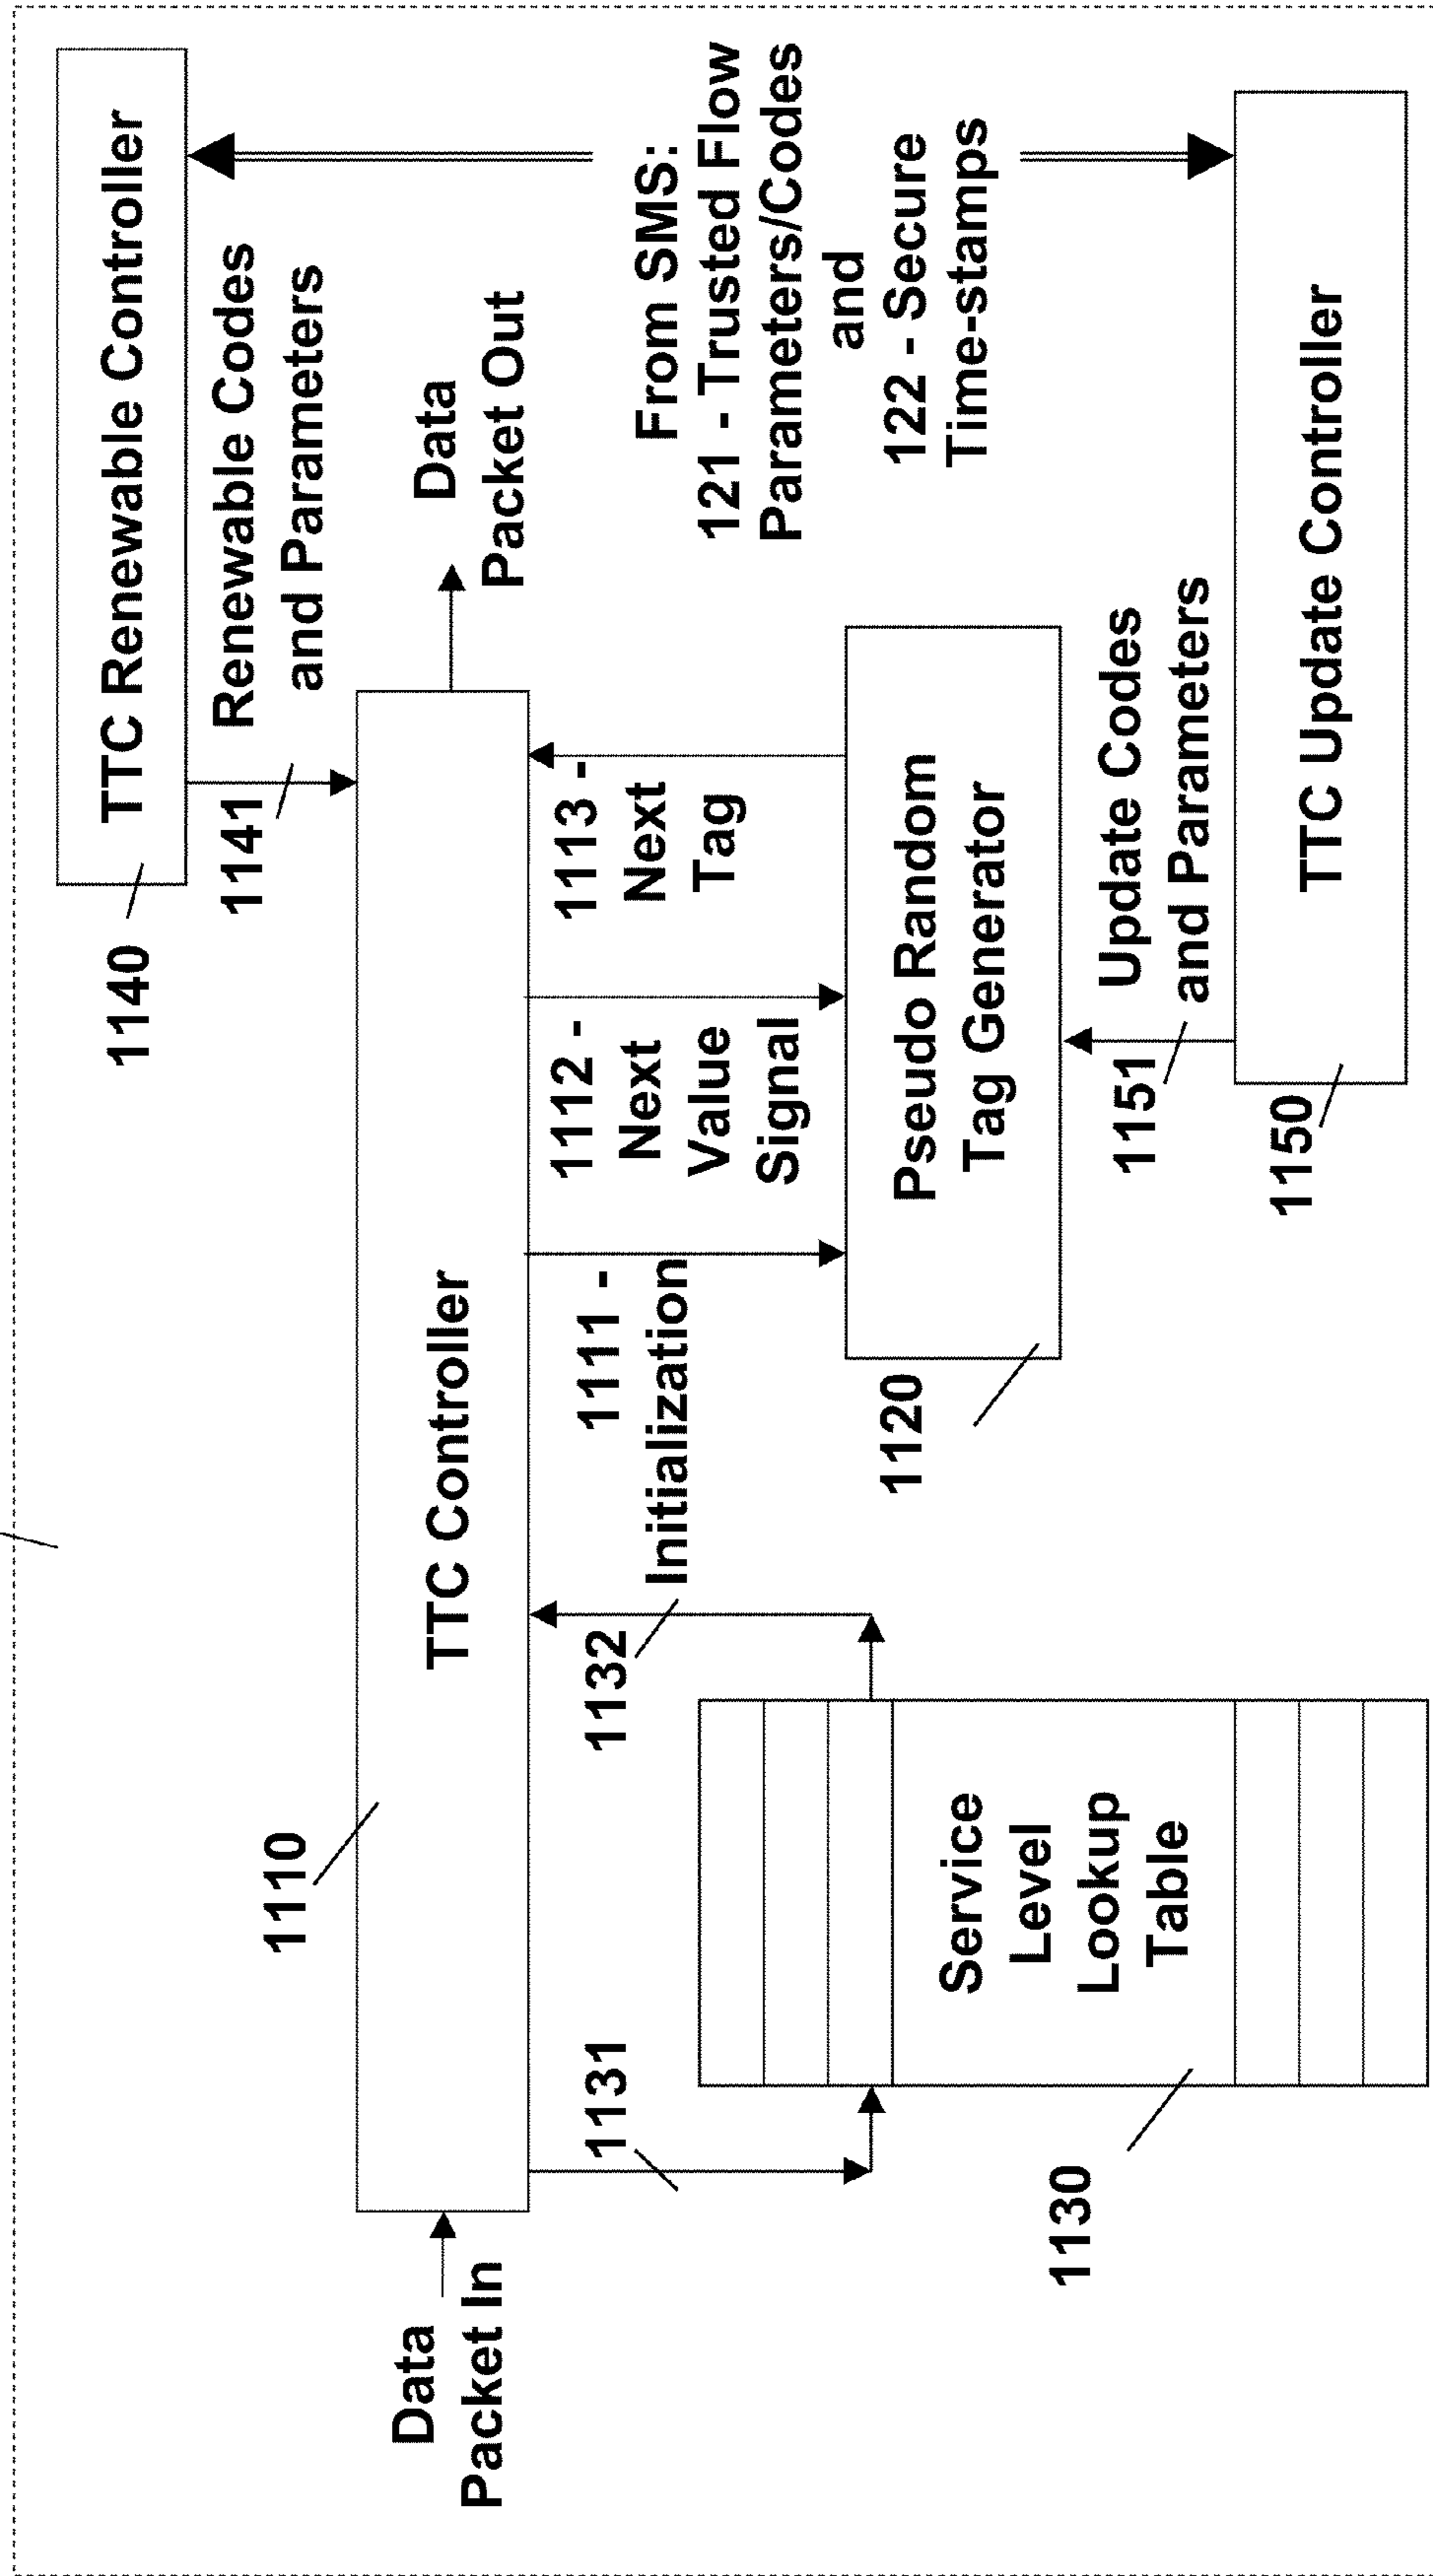 TTC Renewable Controller
1140
1141
Renewable Codes
and Parameters
1110
Data
Packet In
TTC Controller
Data
Packet Out
1131
1132
1111 -
Initialization
1112 -
Next
Value
Signal
1113 -
Next
Tag
From SMS:
121 - Trusted Flow
Parameters/Codes
and
122 - Secure
Time-stamps
1130
Service
Level
Lookup
Table
1120
Pseudo Random
Tag Generator
1151
Update Codes
and Parameters
1150
TTC Update Controller